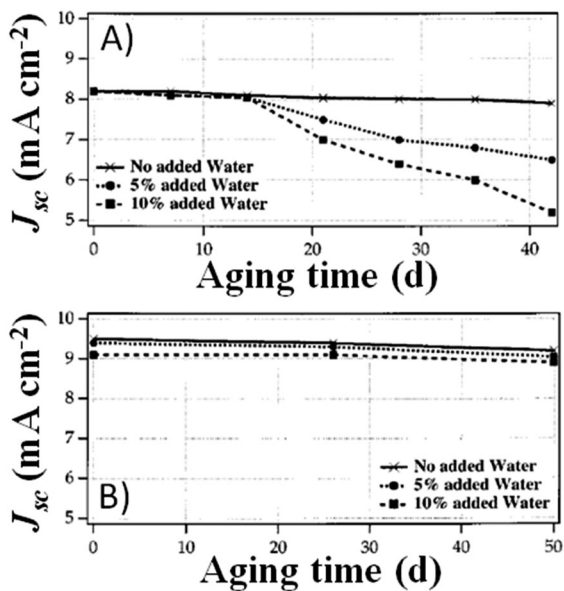 A)
10
9
8
7
6
5
J_sc (mA cm⁻²)
No added Water
5% added Water
10% added Water
0 10 20 30 40
Aging time (d)
10
9
8
7
6
5
J_sc (mA cm⁻²)
No added Water
5% added Water
10% added Water
B)
0 10 20 30 40 50
Aging time (d)